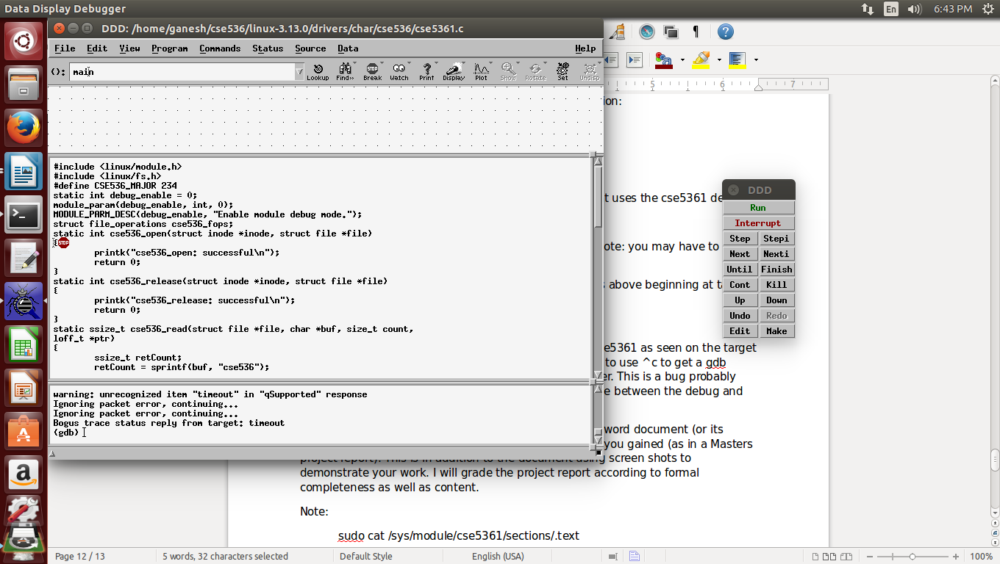 Data Display Debugger
En
6:43 PM
DDD: /home/ganesh/cse536/linux-3.13.0/drivers/char/cse536/cse5361.c
File Edit View Program Commands Status Source Data Help
(): main
Lookup Find>> Break Watch Print Display Plot Show Rotate Set Undisp
#include <linux/module.h>
#include <linux/fs.h>
#define CSE536_MAJOR 234
static int debug_enable = 0;
module_param(debug_enable, int, 0);
MODULE_PARM_DESC(debug_enable, "Enable module debug mode.");
struct file_operations cse536_fops;
static int cse536_open(struct inode *inode, struct file *file)
{ STOP
printk("cse536_open: successful\n");
return 0;
}
static int cse536_release(struct inode *inode, struct file *file)
{
printk("cse536_release: successful\n");
return 0;
}
static ssize_t cse536_read(struct file *file, char *buf, size_t count,
loff_t *ptr)
{
ssize_t retCount;
retCount = sprintf(buf, "cse536");
warning: unrecognized item "timeout" in "qSupported" response
Ignoring packet error, continuing...
Ignoring packet error, continuing...
Bogus trace status reply from target: timeout
(gdb)
DDD
Run
Interrupt
Step Stepi
Next Nexti
Until Finish
Cont Kill
Up Down
Undo Redo
Edit Make
5 6 7
ion:
t uses the cse5361 de
ote: you may have to
s above beginning at ta
e5361 as seen on the target
to use ^c to get a gdb
er. This is a bug probably
e between the debug and
word document (or its
you gained (as in a Masters
project report). This is in addition to the document using screen shots to
demonstrate your work. I will grade the project report according to formal
completeness as well as content.
Note:
sudo cat /sys/module/cse5361/sections/.text
Page 12 / 13 5 words, 32 characters selected Default Style English (USA) 100%